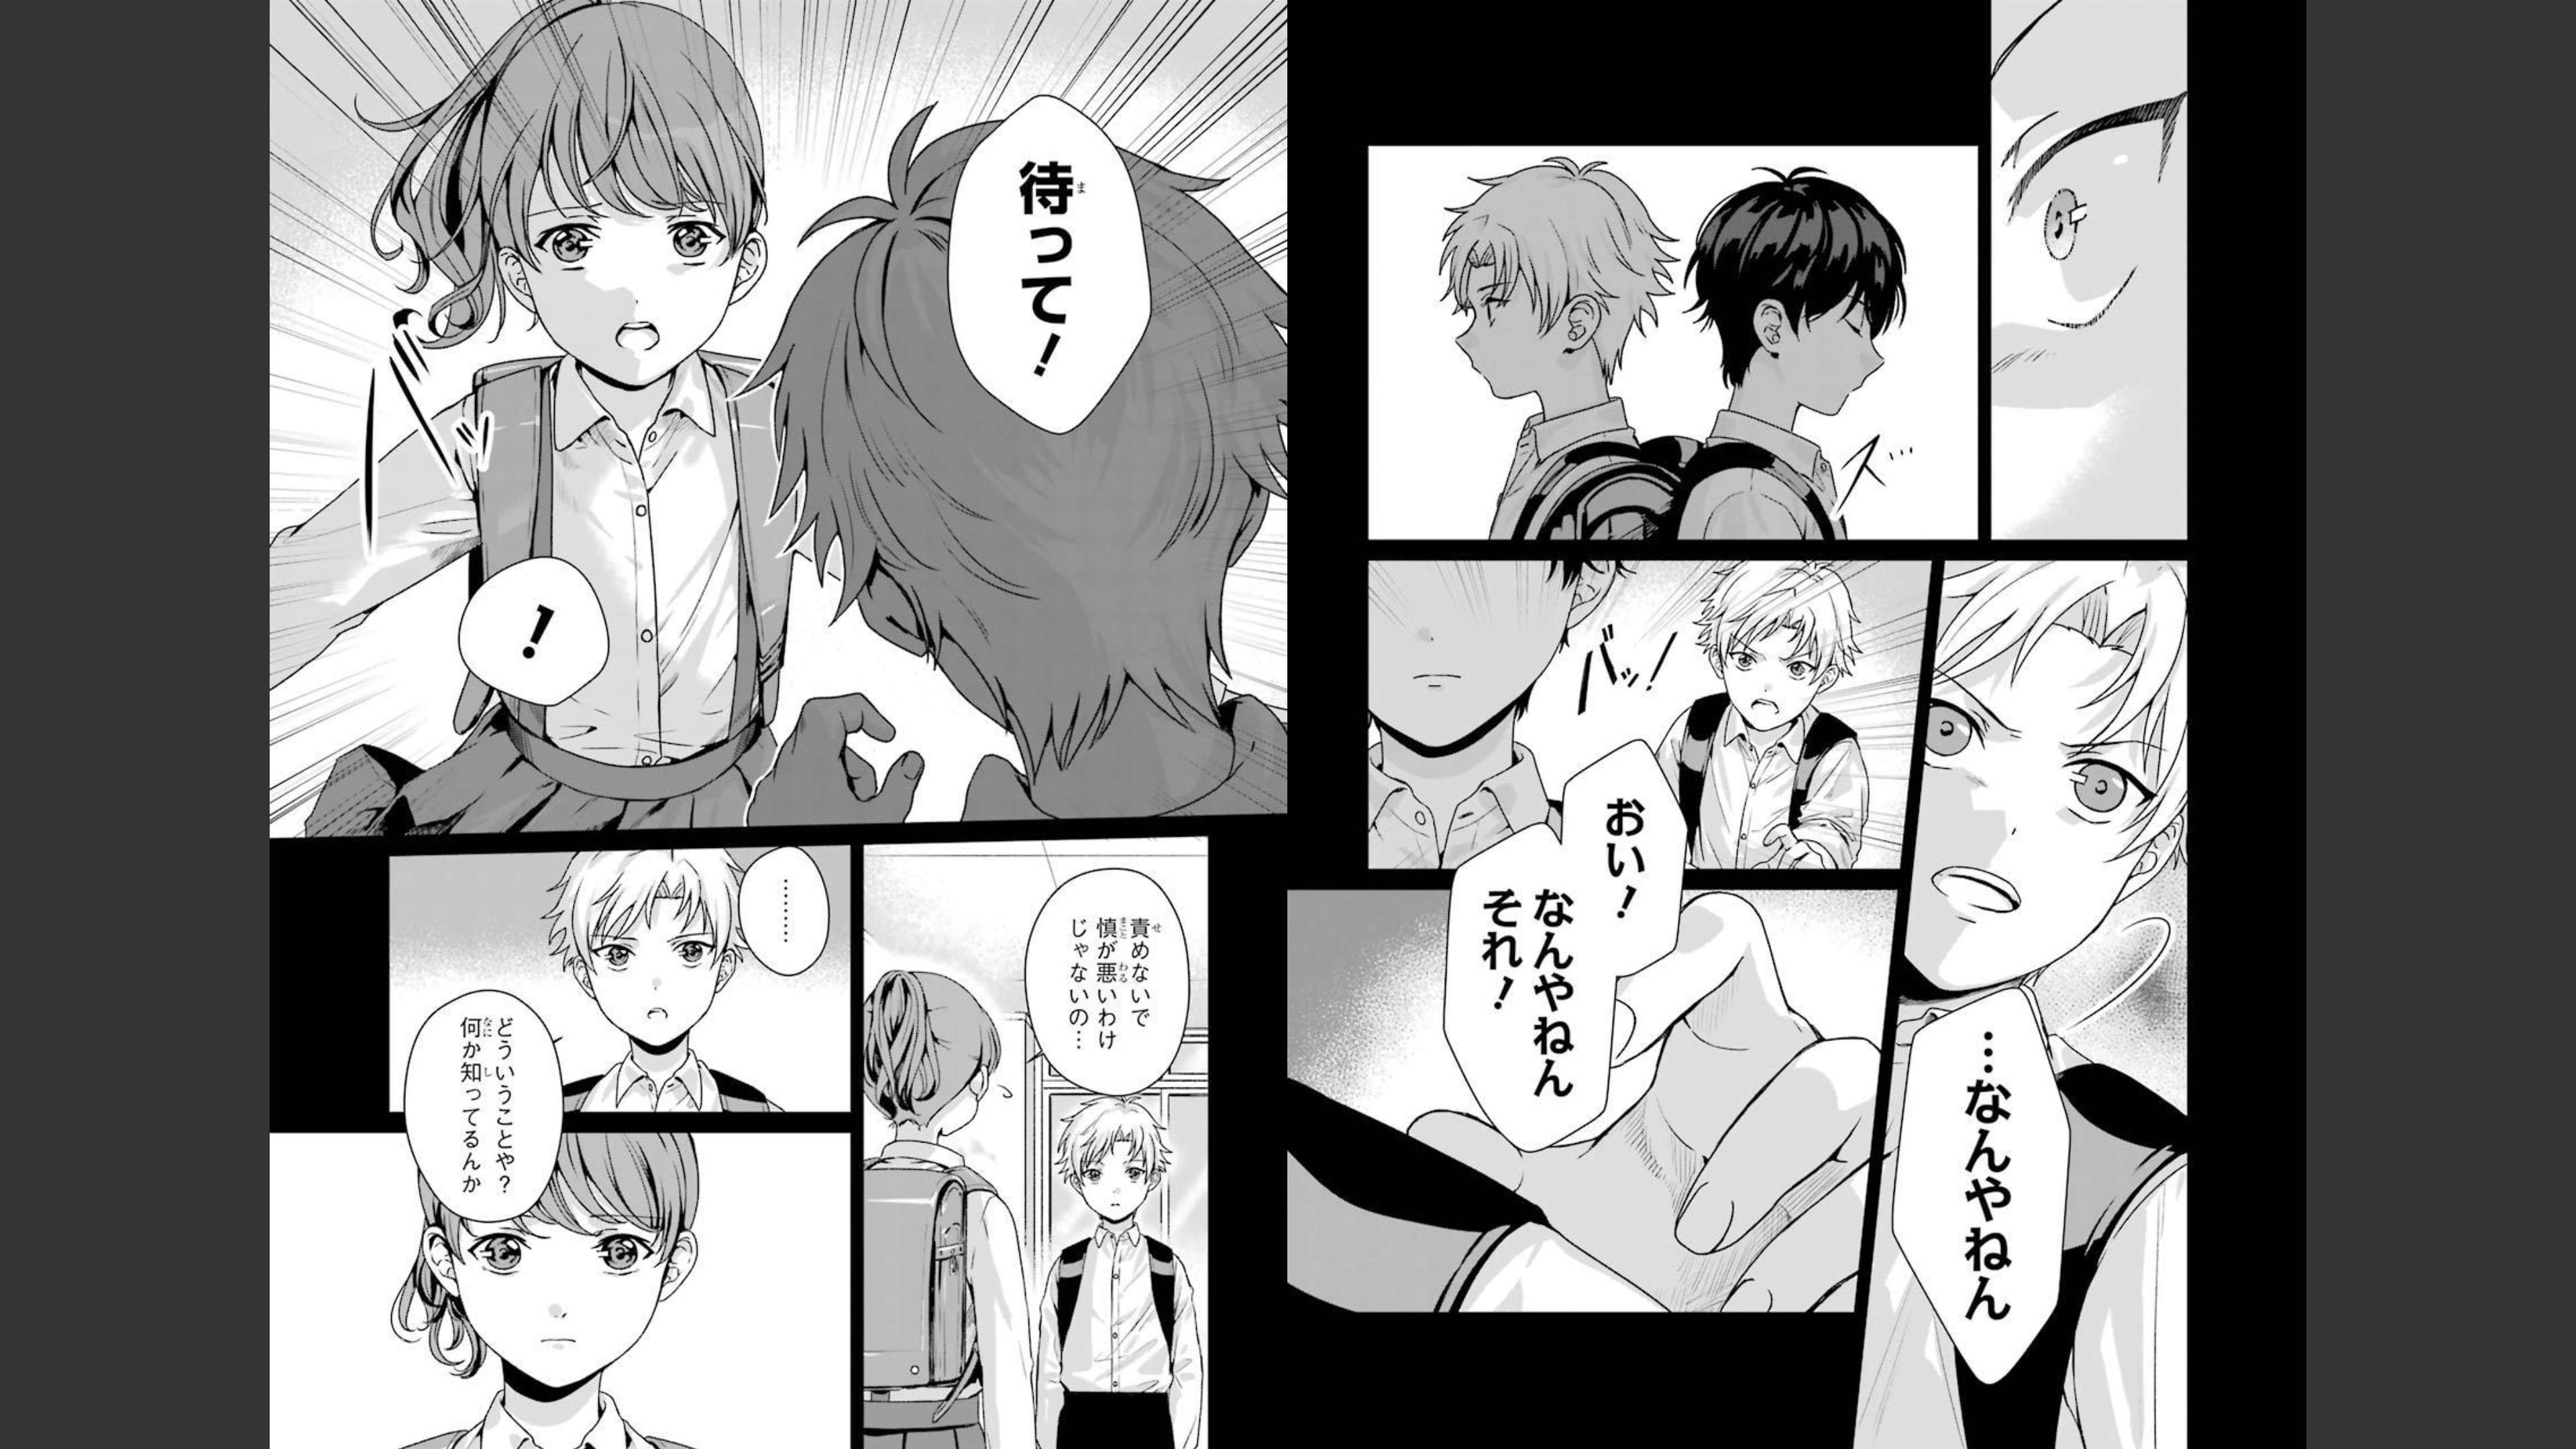 ス…
…なんやねん
バッ!
おい!
なんやねん
それ!
待って!
バッ
!
責めないで
慎が悪いわけ
じゃないの…
………
どういうことや?
何か知ってるんか